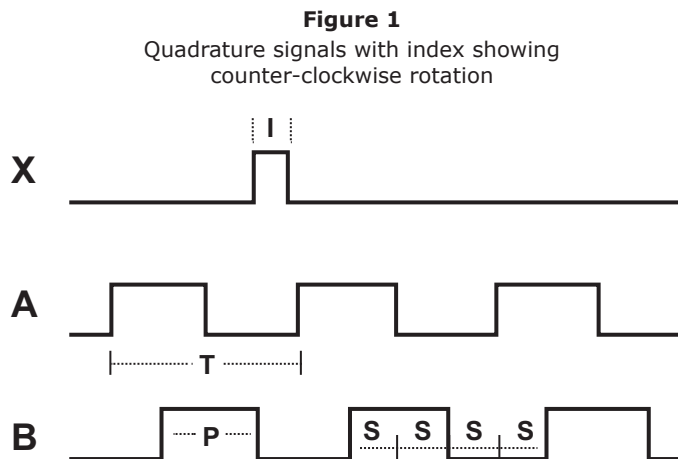 Figure 1
Quadrature signals with index showing
counter-clockwise rotation
I
X
A
T
B
P
S S S S